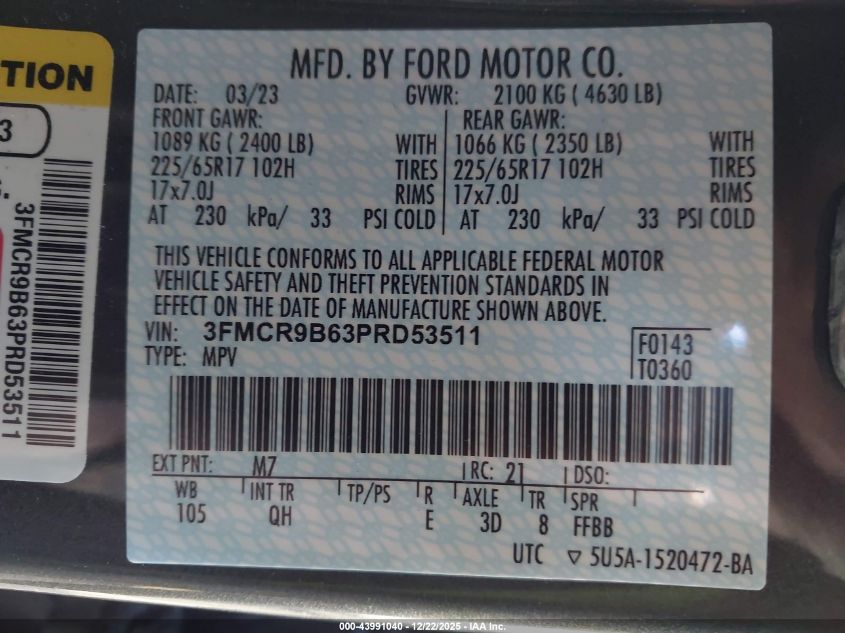 TION
3
3FMCR9B63PRD53511
MFD. BY FORD MOTOR CO.
DATE: 03/23 GVWR: 2100 KG ( 4630 LB)
FRONT GAWR: REAR GAWR:
1089 KG ( 2400 LB) WITH 1066 KG ( 2350 LB) WITH
225/65R17 102H TIRES 225/65R17 102H TIRES
17x7.0J RIMS 17x7.0J RIMS
AT 230 kPa/ 33 PSI COLD AT 230 kPa/ 33 PSI COLD
THIS VEHICLE CONFORMS TO ALL APPLICABLE FEDERAL MOTOR
VEHICLE SAFETY AND THEFT PREVENTION STANDARDS IN
EFFECT ON THE DATE OF MANUFACTURE SHOWN ABOVE.
VIN: 3FMCR9B63PRD53511
TYPE: MPV
F0143
T0360
EXT PNT: M7 RC: 21 DSO:
WB INT TR TP/PS R AXLE TR SPR
105 QH E 3D 8 FFBB
UTC ▽ 5U5A-1520472-BA
000-43991040 - 12/22/2025 - IAA Inc.